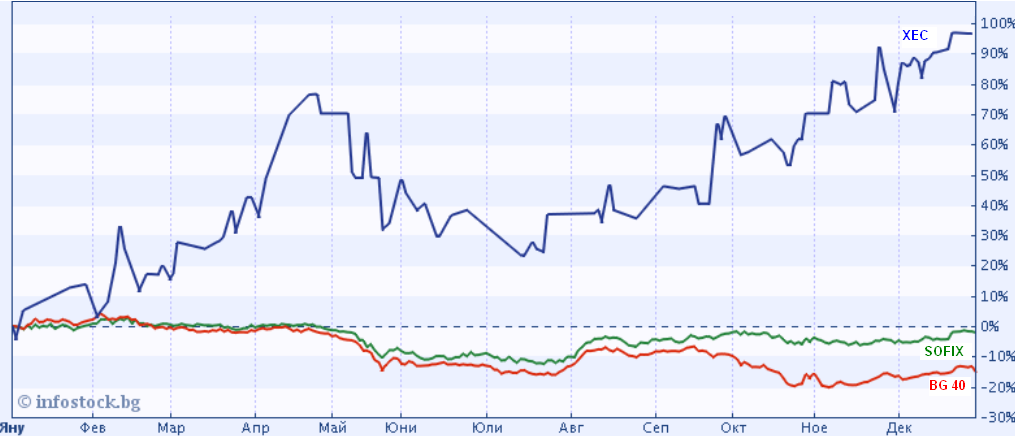 100%
XEC
90%
80%
70%
60%
50%
40%
30%
20%
10%
0%
SOFIX
-10%
BG 40
-20%
© infostock.bg
-30%
Яну Фев Мар Апр Май Юни Юли Авг Сеп Окт Ное Дек